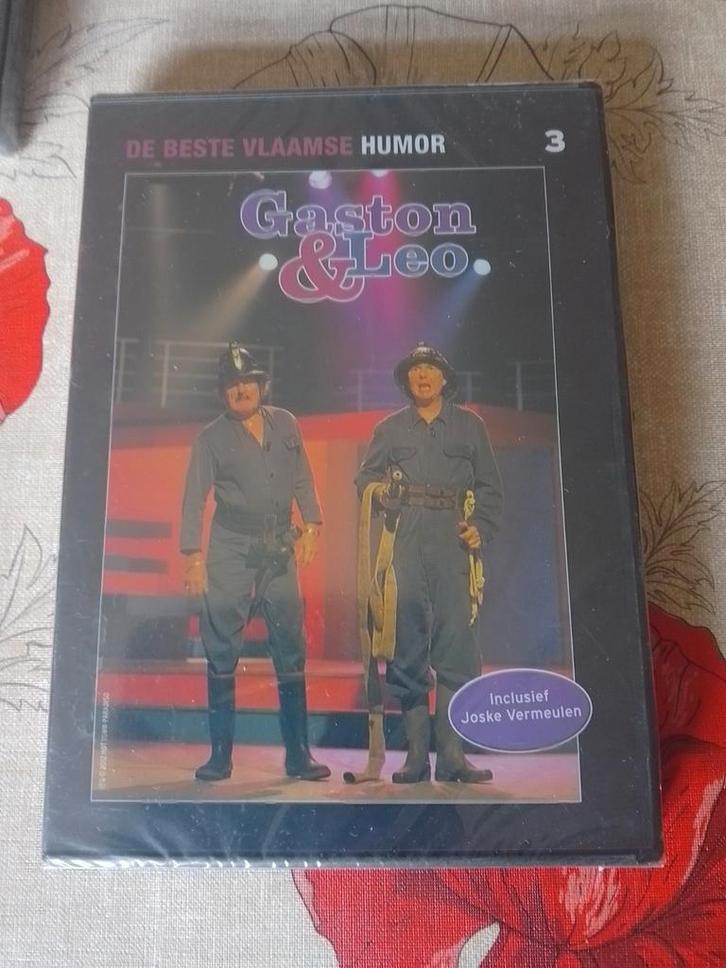 DE BESTE VLAAMSE HUMOR 3
Gaston
& Leo
Inclusief
Joske Vermeulen